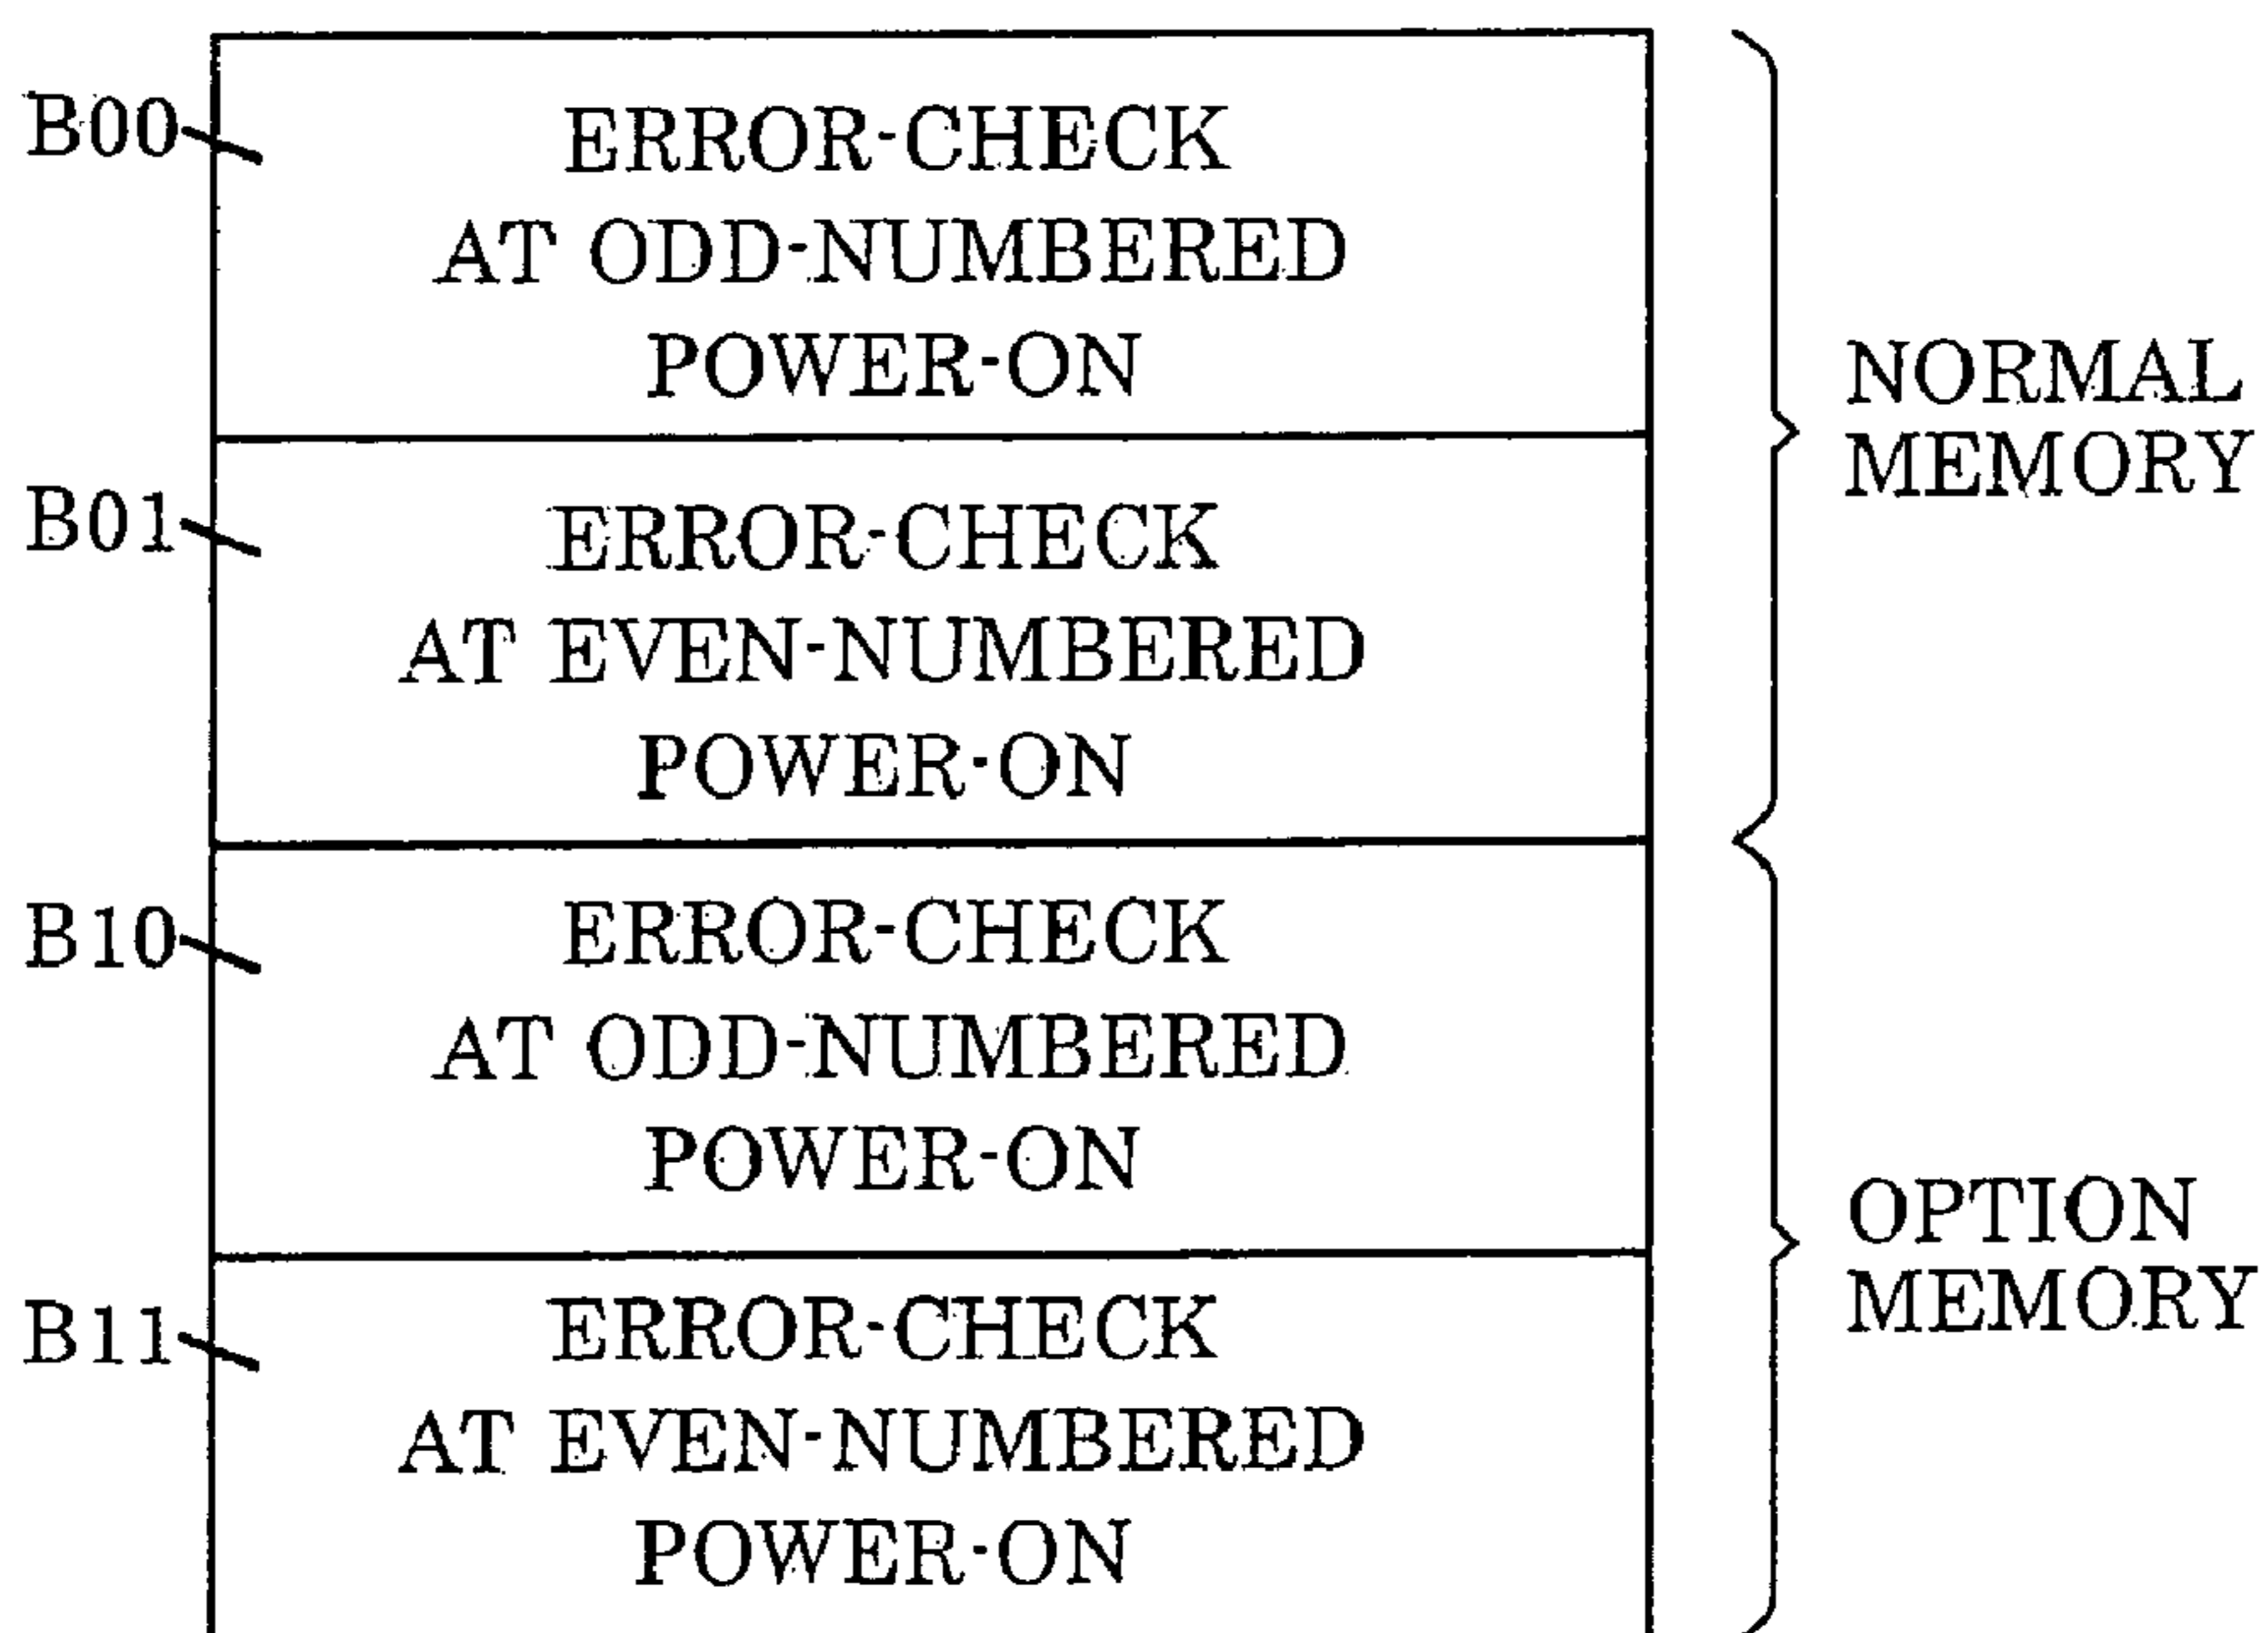 B00
ERROR-CHECK
AT ODD-NUMBERED
POWER-ON
B01
ERROR-CHECK
AT EVEN-NUMBERED
POWER-ON
NORMAL
MEMORY
B10
ERROR-CHECK
AT ODD-NUMBERED
POWER-ON
B11
ERROR-CHECK
AT EVEN-NUMBERED
POWER-ON
OPTION
MEMORY